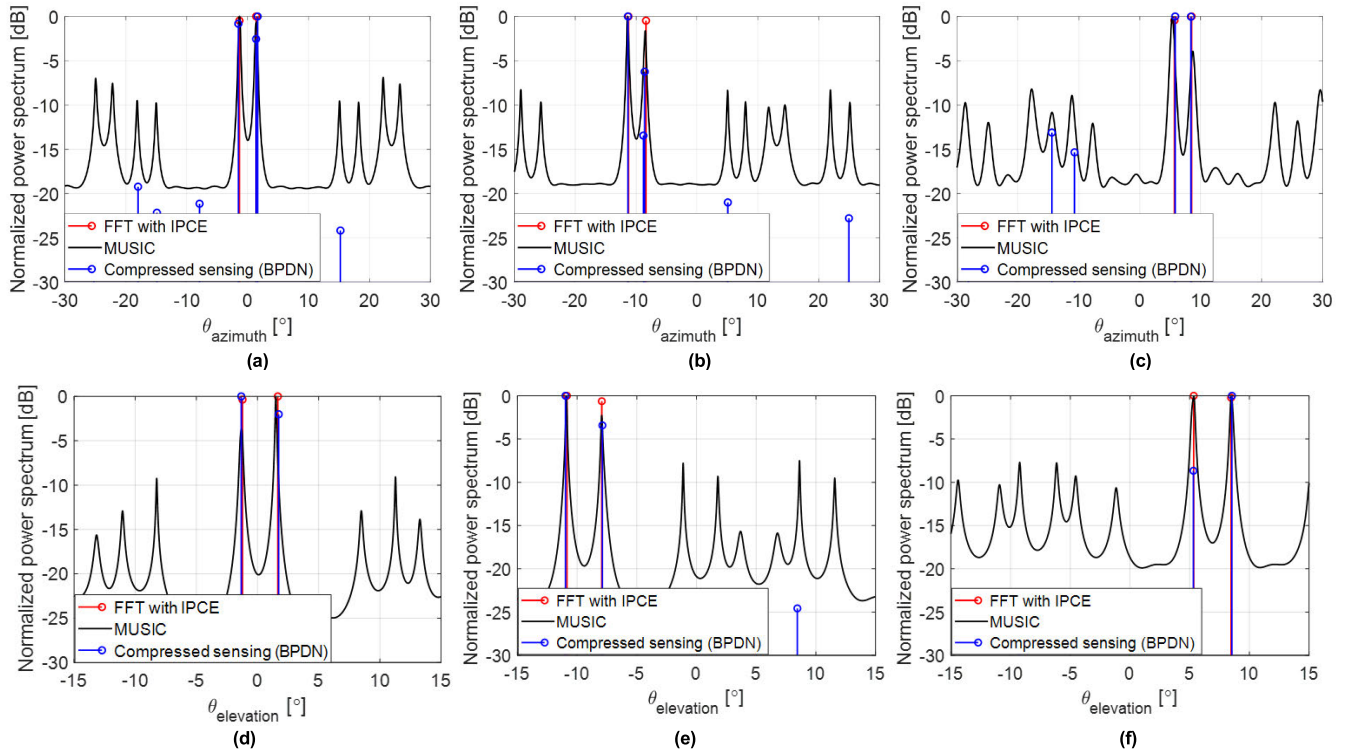 Normalized power spectrum [dB]
0
-5
-10
-15
-20
-25
-30
FFT with IPCE
MUSIC
Compressed sensing (BPDN)
-30 -20 -10 0 10 20 30
θazimuth [°]
(a)
Normalized power spectrum [dB]
0
-5
-10
-15
-20
-25
-30
FFT with IPCE
MUSIC
Compressed sensing (BPDN)
-30 -20 -10 0 10 20 30
θazimuth [°]
(b)
Normalized power spectrum [dB]
0
-5
-10
-15
-20
-25
-30
FFT with IPCE
MUSIC
Compressed sensing (BPDN)
-30 -20 -10 0 10 20 30
θazimuth [°]
(c)
Normalized power spectrum [dB]
0
-5
-10
-15
-20
-25
-30
FFT with IPCE
MUSIC
Compressed sensing (BPDN)
-15 -10 -5 0 5 10 15
θelevation [°]
(d)
Normalized power spectrum [dB]
0
-5
-10
-15
-20
-25
-30
FFT with IPCE
MUSIC
Compressed sensing (BPDN)
-15 -10 -5 0 5 10 15
θelevation [°]
(e)
Normalized power spectrum [dB]
0
-5
-10
-15
-20
-25
-30
FFT with IPCE
MUSIC
Compressed sensing (BPDN)
-15 -10 -5 0 5 10 15
θelevation [°]
(f)